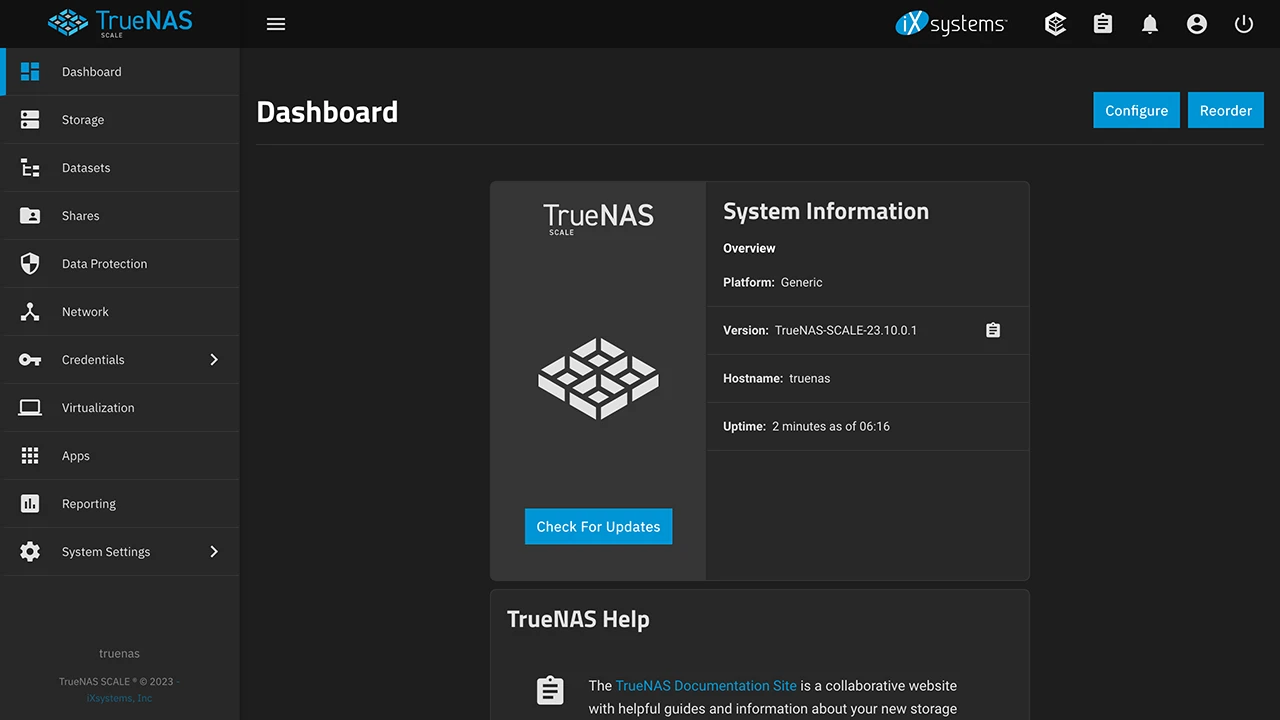 TrueNAS
SCALE
iXsystems
Dashboard
Storage
Datasets
Shares
Data Protection
Network
Credentials
Virtualization
Apps
Reporting
System Settings
truenas
TrueNAS SCALE ® © 2023 -
iXsystems, Inc
Dashboard
Configure
Reorder
TrueNAS
SCALE
Check For Updates
System Information
Overview
Platform: Generic
Version: TrueNAS-SCALE-23.10.0.1
Hostname: truenas
Uptime: 2 minutes as of 06:16
TrueNAS Help
The TrueNAS Documentation Site is a collaborative website
with helpful guides and information about your new storage